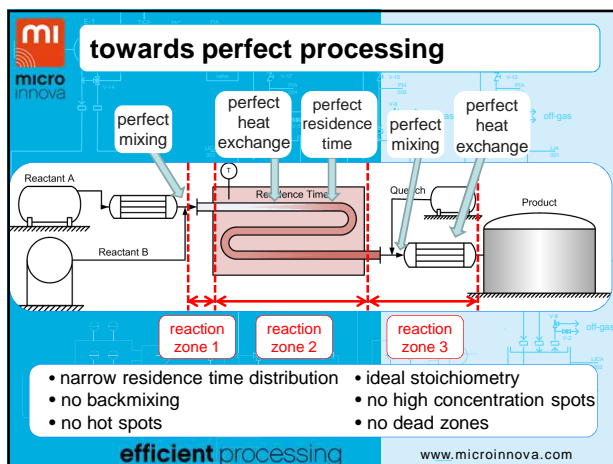 mi
micro
innova
towards perfect processing
perfect
mixing
perfect
heat
exchange
perfect
residence
time
perfect
mixing
perfect
heat
exchange
off-gas
T
Reactant A
Residence Time
Quench
Product
Reactant B
reaction
zone 1
reaction
zone 2
reaction
zone 3
off-gas
• narrow residence time distribution
• no backmixing
• no hot spots
• ideal stoichiometry
• no high concentration spots
• no dead zones
efficient processing
www.microinnova.com